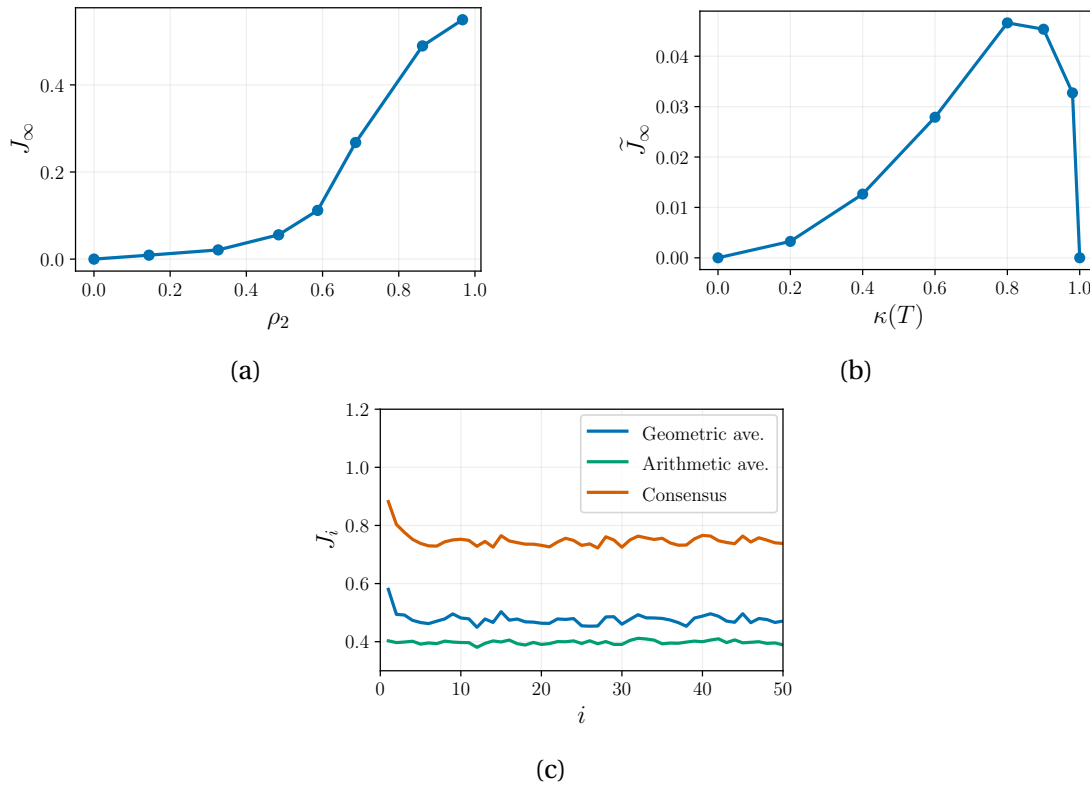 0.4
0.2
0.0
J∞
0.0 0.2 0.4 0.6 0.8 1.0
ρ2
(a)
0.04
0.03
0.02
0.01
0.00
J̃∞
0.0 0.2 0.4 0.6 0.8 1.0
κ(T)
(b)
1.2
1.0
0.8
0.6
0.4
Ji
Geometric ave.
Arithmetic ave.
Consensus
0 10 20 30 40 50
i
(c)